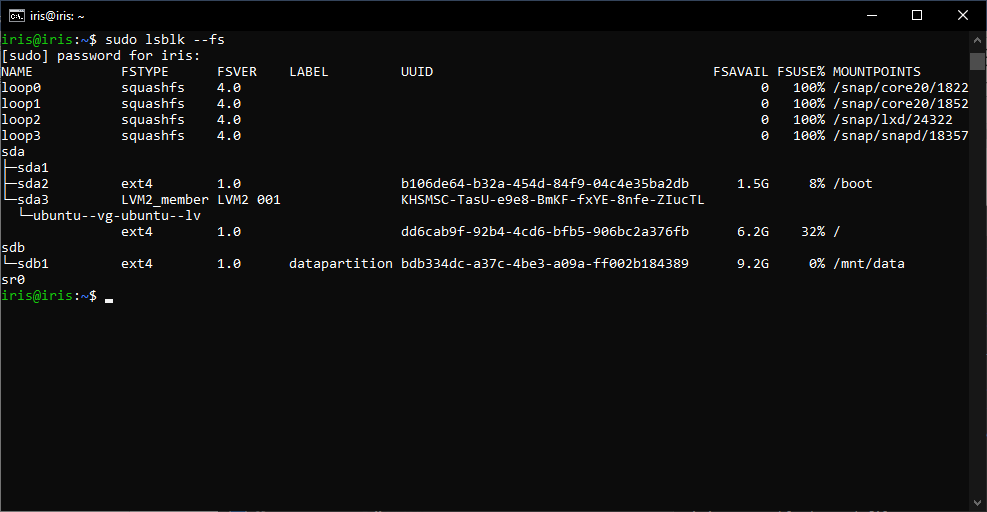 iris@iris: ~
iris@iris:~$ sudo lsblk --fs
[sudo] password for iris:
NAME FSTYPE FSVER LABEL UUID FSAVAIL FSUSE% MOUNTPOINTS
loop0 squashfs 4.0 0 100% /snap/core20/1822
loop1 squashfs 4.0 0 100% /snap/core20/1852
loop2 squashfs 4.0 0 100% /snap/lxd/24322
loop3 squashfs 4.0 0 100% /snap/snapd/18357
sda
├─sda1
├─sda2 ext4 1.0 b106de64-b32a-454d-84f9-04c4e35ba2db 1.5G 8% /boot
└─sda3 LVM2_member LVM2 001 KHSMSC-TasU-e9e8-BmKF-fxYE-8nfe-ZIucTL
└─ubuntu--vg-ubuntu--lv
ext4 1.0 dd6cab9f-92b4-4cd6-bfb5-906bc2a376fb 6.2G 32% /
sdb
└─sdb1 ext4 1.0 datapartition bdb334dc-a37c-4be3-a09a-ff002b184389 9.2G 0% /mnt/data
sr0
iris@iris:~$